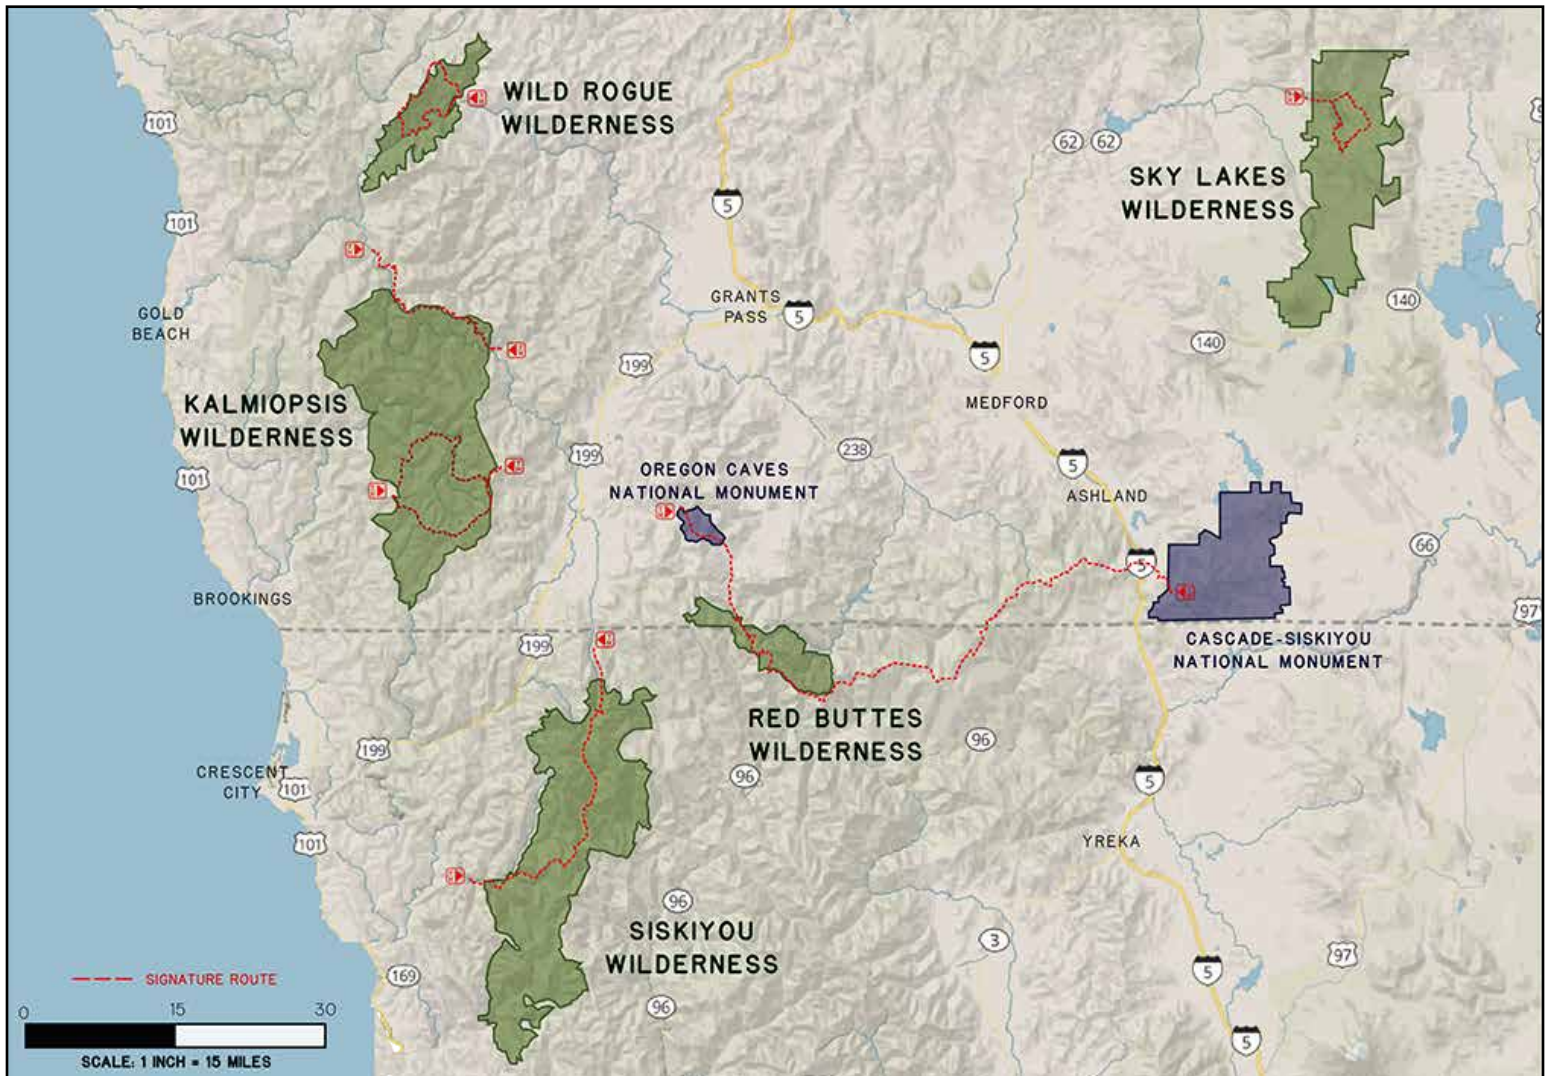 WILD ROGUE
WILDERNESS
101
62
62
SKY LAKES
WILDERNESS
5
101
GOLD
BEACH
GRANTS
PASS
5
140
140
5
199
KALMIOPSIS
WILDERNESS
MEDFORD
238
199
101
5
OREGON CAVES
NATIONAL MONUMENT
ASHLAND
66
5
BROOKINGS
97
199
CASCADE-SISKIYOU
NATIONAL MONUMENT
RED BUTTES
WILDERNESS
96
199
96
CRESCENT
CITY
101
5
101
YREKA
96
SISKIYOU
WILDERNESS
3
97
5
169
SIGNATURE ROUTE
96
0
15
30
5
SCALE: 1 INCH = 15 MILES